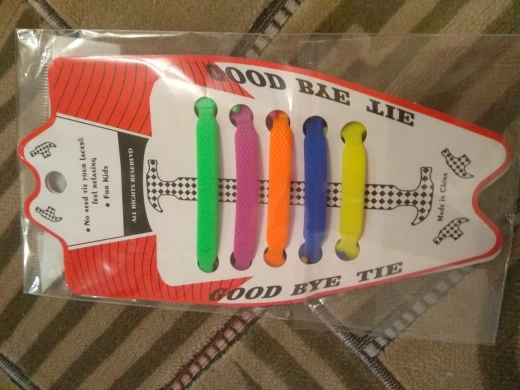 GOOD BYE TIE
• No need tie your laces!
feel relaxing
• For Kids
ALL RIGHTS RESEREVD
Made in China
GOOD BYE TIE